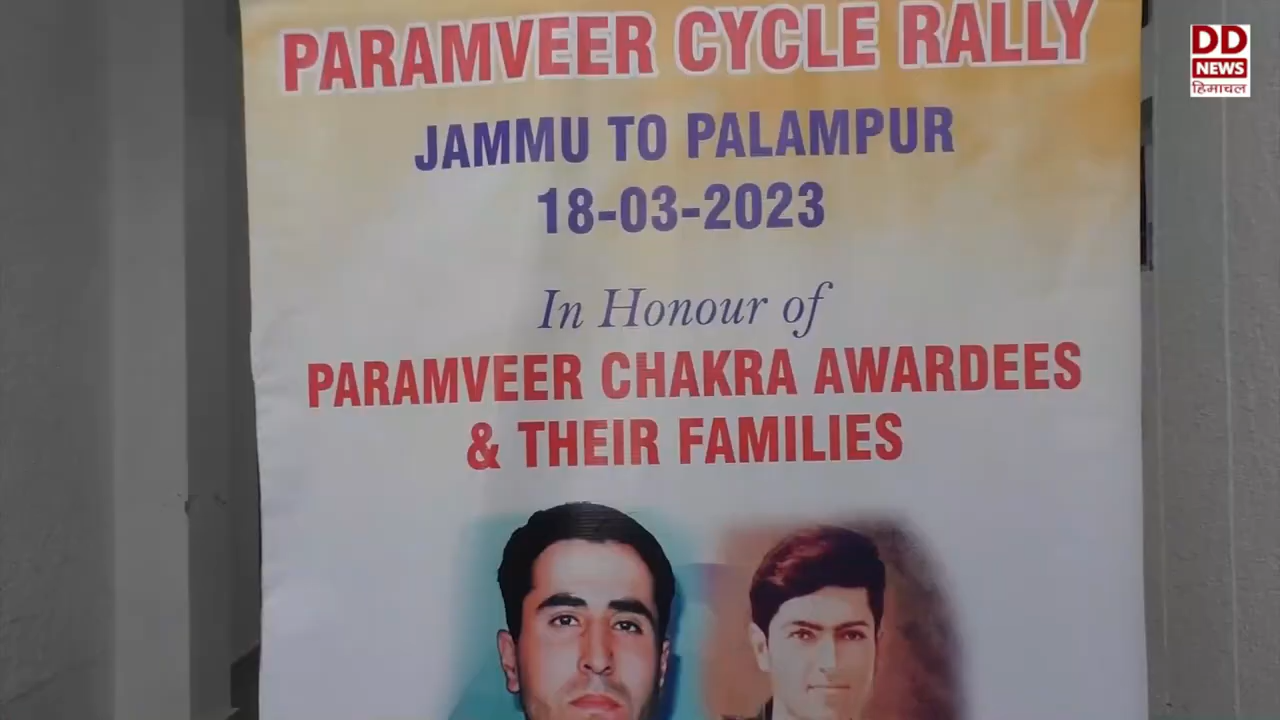 PARAMVEER CYCLE RALLY
JAMMU TO PALAMPUR
18-03-2023
In Honour of
PARAMVEER CHAKRA AWARDEES
& THEIR FAMILIES
DD
NEWS
हिमाचल